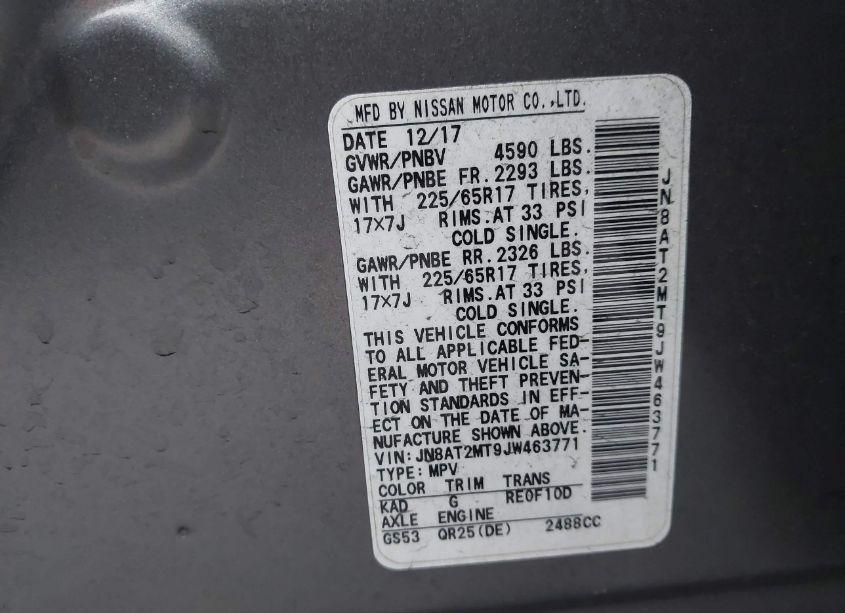 MFD BY NISSAN MOTOR CO.,LTD.
DATE 12/17
GVWR/PNBV 4590 LBS.
GAWR/PNBE FR.2293 LBS.
WITH 225/65R17 TIRES,
17×7J RIMS.AT 33 PSI
COLD SINGLE.
GAWR/PNBE RR.2326 LBS.
WITH 225/65R17 TIRES,
17×7J RIMS.AT 33 PSI
COLD SINGLE.
THIS VEHICLE CONFORMS
TO ALL APPLICABLE FED-
ERAL MOTOR VEHICLE SA-
FETY AND THEFT PREVEN-
TION STANDARDS IN EFF-
ECT ON THE DATE OF MA-
NUFACTURE SHOWN ABOVE.
VIN:JN8AT2MT9JW463771
TYPE:MPV
COLOR TRIM TRANS
KAD G RE0F10D
AXLE ENGINE
GS53 QR25(DE) 2488CC
JN8AT2MT9JW463771